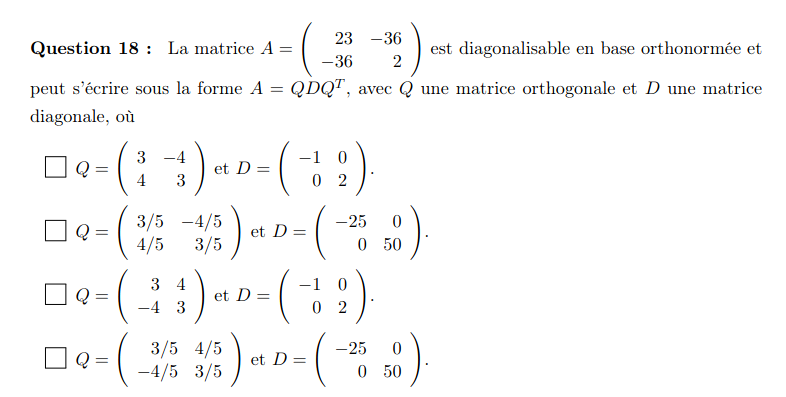 Question 18 : La matrice $A = \begin{pmatrix} 23 & -36 \\ -36 & 2 \end{pmatrix}$ est diagonalisable en base orthonormée et
peut s'écrire sous la forme $A = QDQ^T$, avec $Q$ une matrice orthogonale et $D$ une matrice
diagonale, où
☐ $Q = \begin{pmatrix} 3 & -4 \\ 4 & 3 \end{pmatrix}$ et $D = \begin{pmatrix} -1 & 0 \\ 0 & 2 \end{pmatrix}$.
☐ $Q = \begin{pmatrix} 3/5 & -4/5 \\ 4/5 & 3/5 \end{pmatrix}$ et $D = \begin{pmatrix} -25 & 0 \\ 0 & 50 \end{pmatrix}$.
☐ $Q = \begin{pmatrix} 3 & 4 \\ -4 & 3 \end{pmatrix}$ et $D = \begin{pmatrix} -1 & 0 \\ 0 & 2 \end{pmatrix}$.
☐ $Q = \begin{pmatrix} 3/5 & 4/5 \\ -4/5 & 3/5 \end{pmatrix}$ et $D = \begin{pmatrix} -25 & 0 \\ 0 & 50 \end{pmatrix}$.